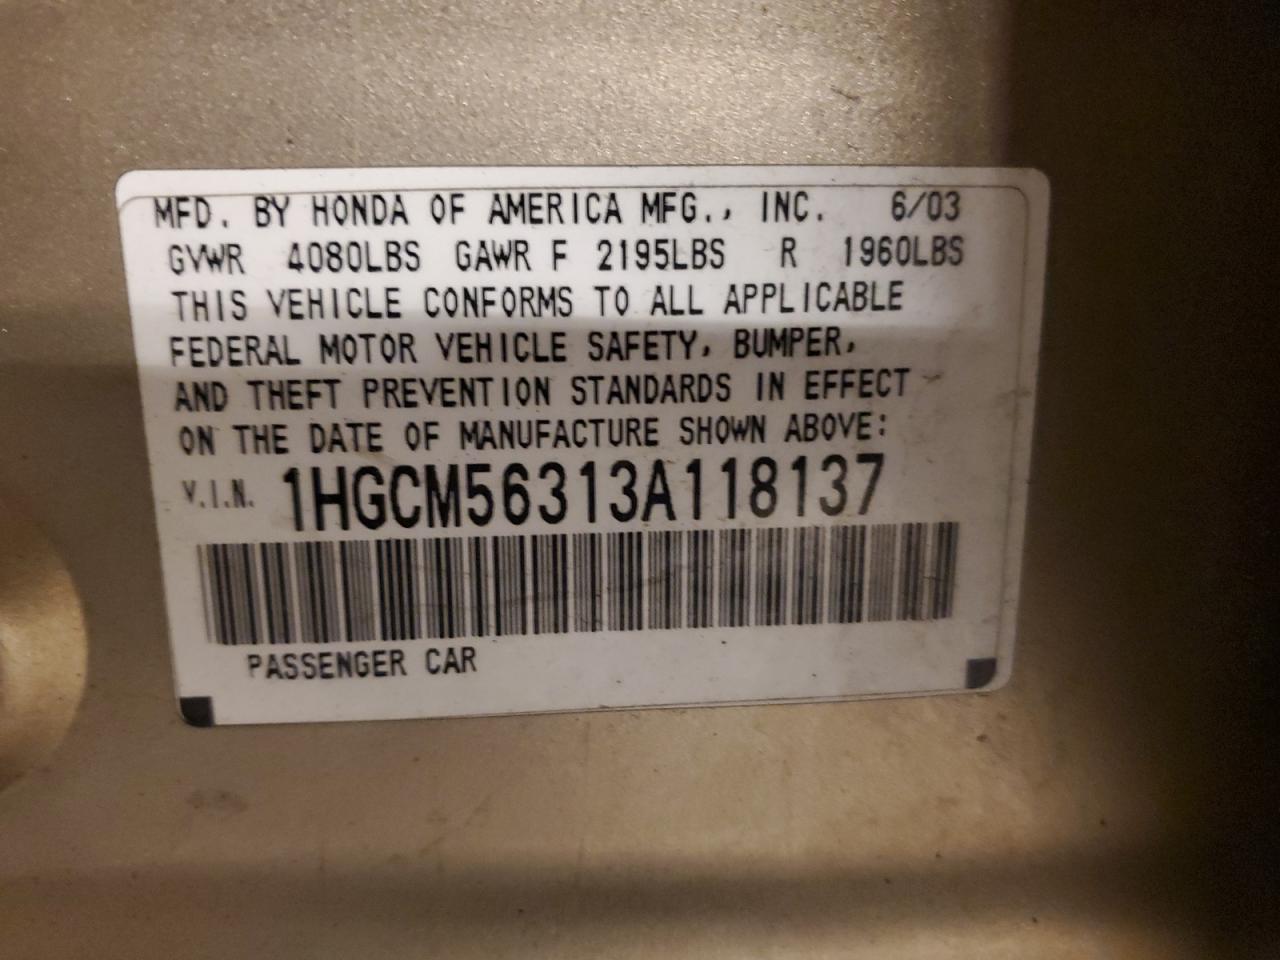 MFD. BY HONDA OF AMERICA MFG., INC. 6/03
GVWR 4080LBS GAWR F 2195LBS R 1960LBS
THIS VEHICLE CONFORMS TO ALL APPLICABLE
FEDERAL MOTOR VEHICLE SAFETY, BUMPER,
AND THEFT PREVENTION STANDARDS IN EFFECT
ON THE DATE OF MANUFACTURE SHOWN ABOVE:
V.I.N. 1HGCM56313A118137
PASSENGER CAR